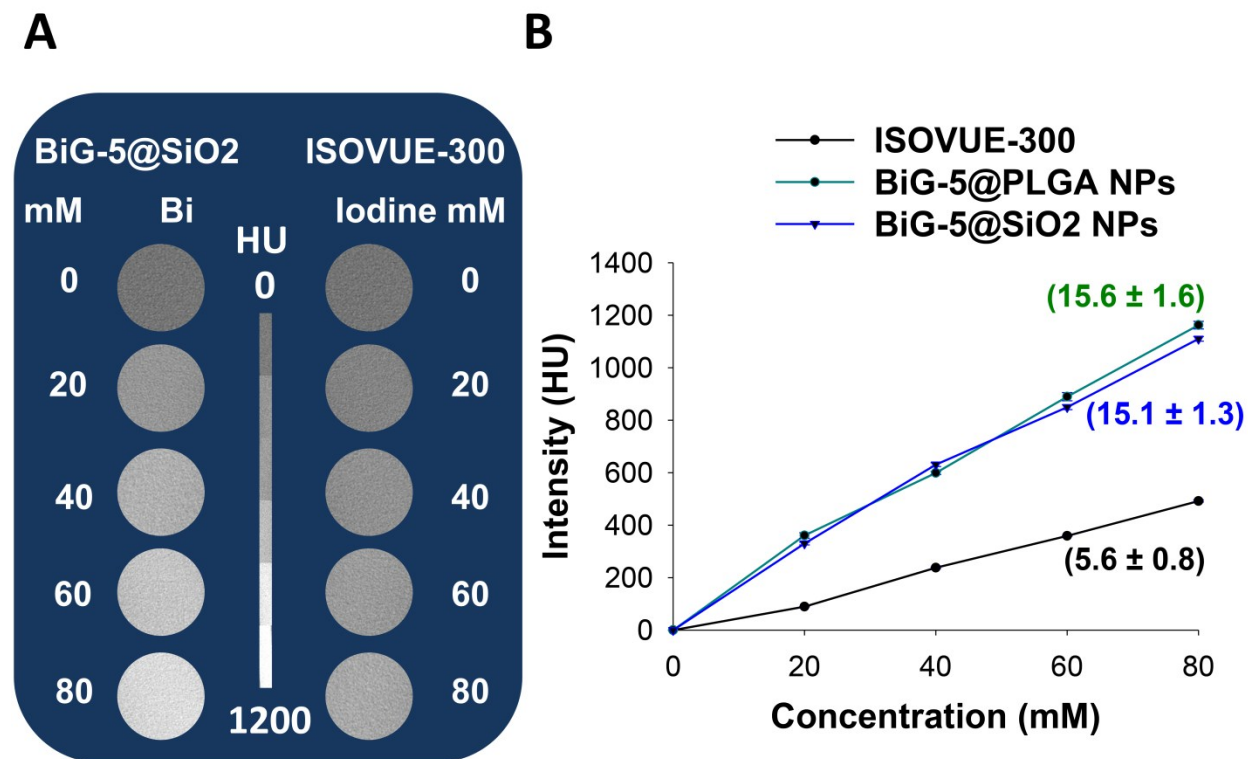 A
BiG-5@SiO2 ISOVUE-300
mM Bi Iodine mM
HU
0 0 0
20 20
40 40
60 60
80 80
1200
B
ISOVUE-300
BiG-5@PLGA NPs
BiG-5@SiO2 NPs
1400
1200
1000
800
600
400
200
0
Intensity (HU)
(15.6 ± 1.6)
(15.1 ± 1.3)
(5.6 ± 0.8)
0 20 40 60 80
Concentration (mM)